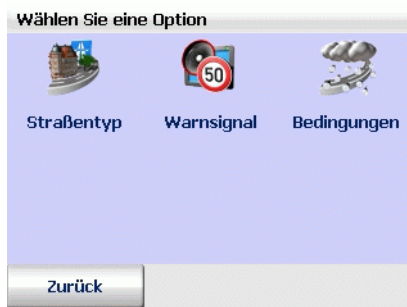 Wählen Sie eine Option
50
Straßentyp
Warnsignal
Bedingungen
Zurück